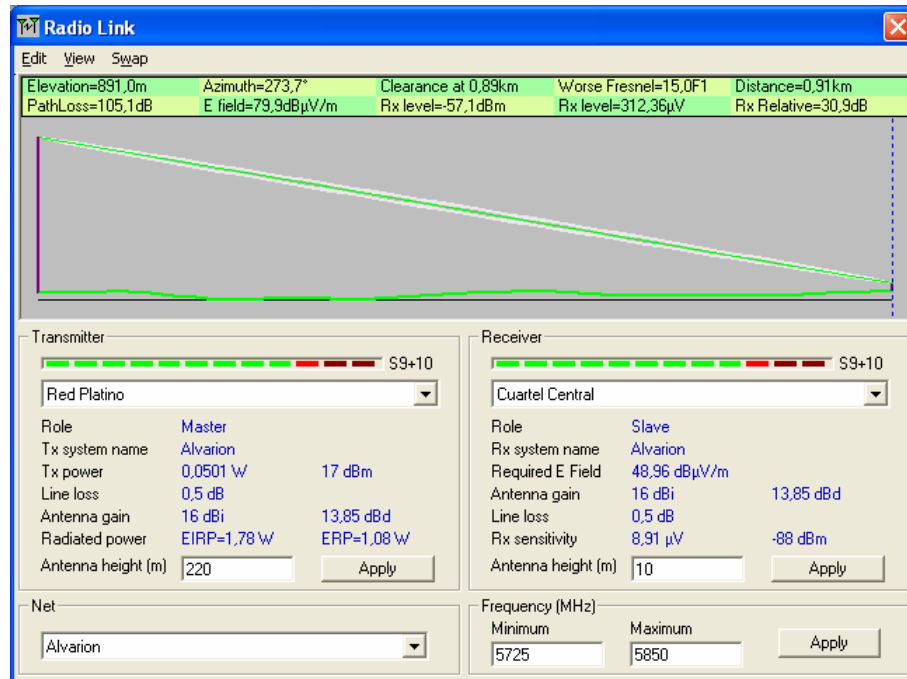 Radio Link
Edit View Swap
Elevation=891,0m Azimuth=273,7° Clearance at 0,89km Worse Fresnel=15,0F1 Distance=0,91km
PathLoss=105,1dB E field=79,9dBµV/m Rx level=-57,1dBm Rx level=312,36µV Rx Relative=30,9dB
Transmitter
S9+10
Red Platino
Role Master
Tx system name Alvarion
Tx power 0,0501 W 17 dBm
Line loss 0,5 dB
Antenna gain 16 dBi 13,85 dBd
Radiated power EIRP=1,78 W ERP=1,08 W
Antenna height (m) 220 Apply
Receiver
S9+10
Cuartel Central
Role Slave
Rx system name Alvarion
Required E Field 48,96 dBµV/m
Antenna gain 16 dBi 13,85 dBd
Line loss 0,5 dB
Rx sensitivity 8,91 µV -88 dBm
Antenna height (m) 10 Apply
Net
Alvarion
Frequency (MHz)
Minimum Maximum
5725 5850 Apply